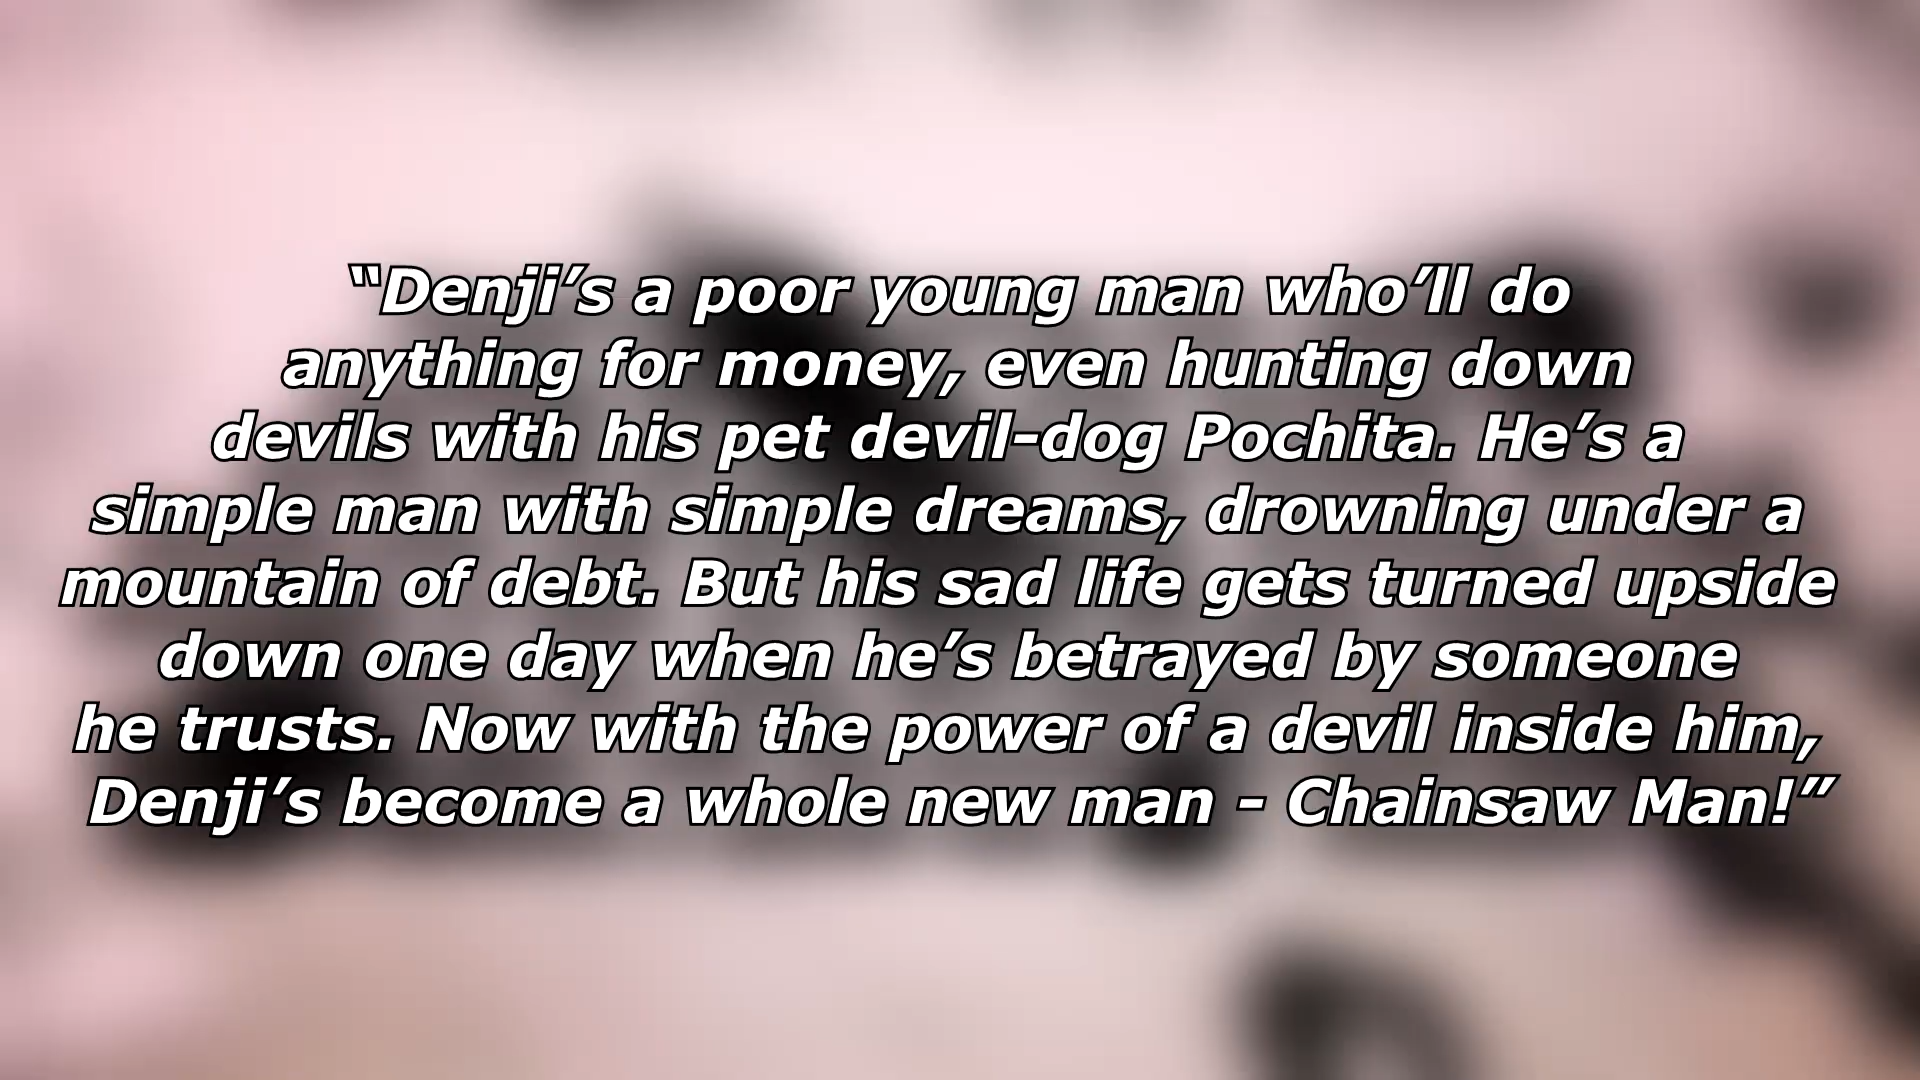 “Denji’s a poor young man who’ll do
anything for money, even hunting down
devils with his pet devil-dog Pochita. He’s a
simple man with simple dreams, drowning under a
mountain of debt. But his sad life gets turned upside
down one day when he’s betrayed by someone
he trusts. Now with the power of a devil inside him,
Denji’s become a whole new man - Chainsaw Man!”